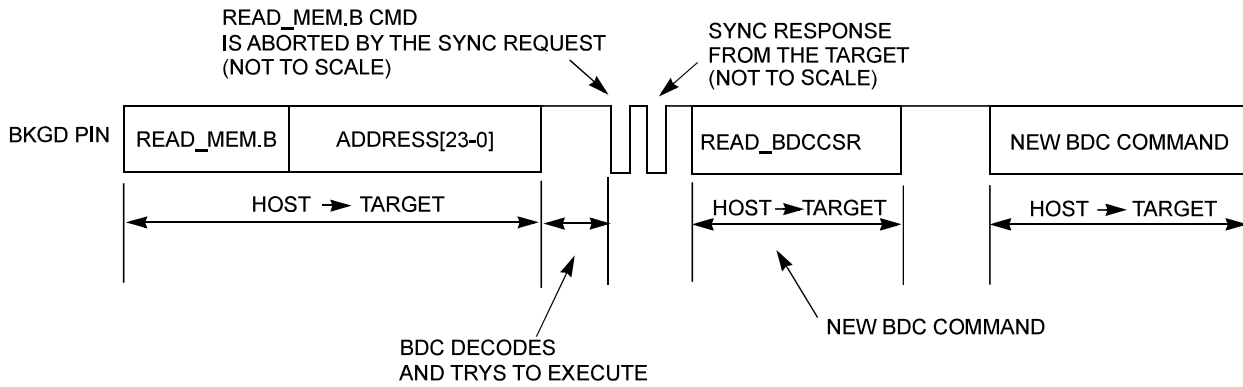 READ_MEM.B CMD
IS ABORTED BY THE SYNC REQUEST
(NOT TO SCALE)
SYNC RESPONSE
FROM THE TARGET
(NOT TO SCALE)
BKGD PIN
READ_MEM.B
ADDRESS[23-0]
READ_BDCCSR
NEW BDC COMMAND
HOST → TARGET
HOST → TARGET
HOST → TARGET
BDC DECODES
AND TRYS TO EXECUTE
NEW BDC COMMAND